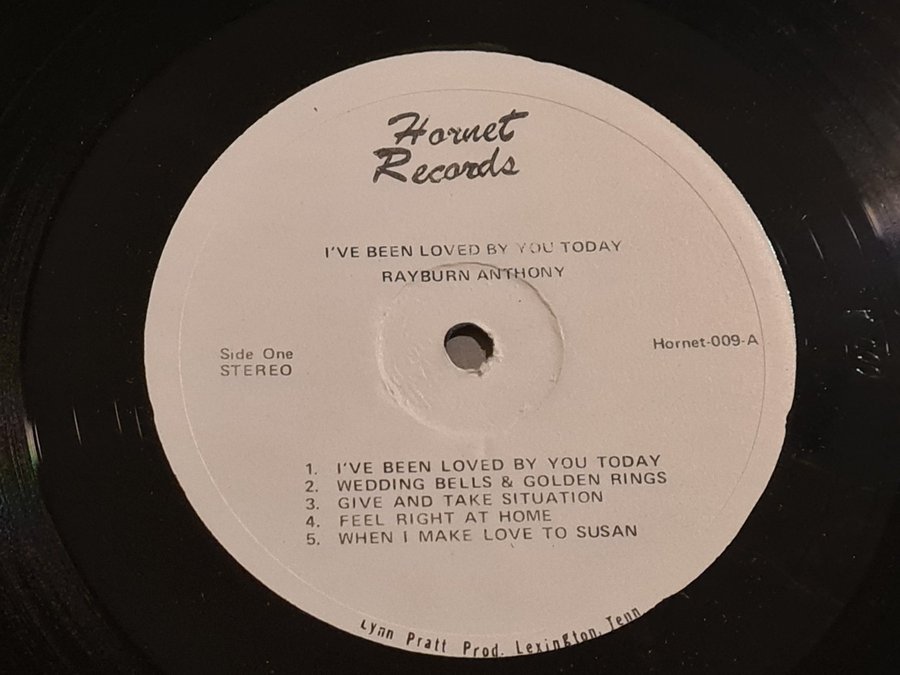 Hornet
Records
I'VE BEEN LOVED BY YOU TODAY
RAYBURN ANTHONY
Side One
STEREO
Hornet-009-A
1. I'VE BEEN LOVED BY YOU TODAY
2. WEDDING BELLS & GOLDEN RINGS
3. GIVE AND TAKE SITUATION
4. FEEL RIGHT AT HOME
5. WHEN I MAKE LOVE TO SUSAN
Lynn Pratt Prod. Lexington, Tenn